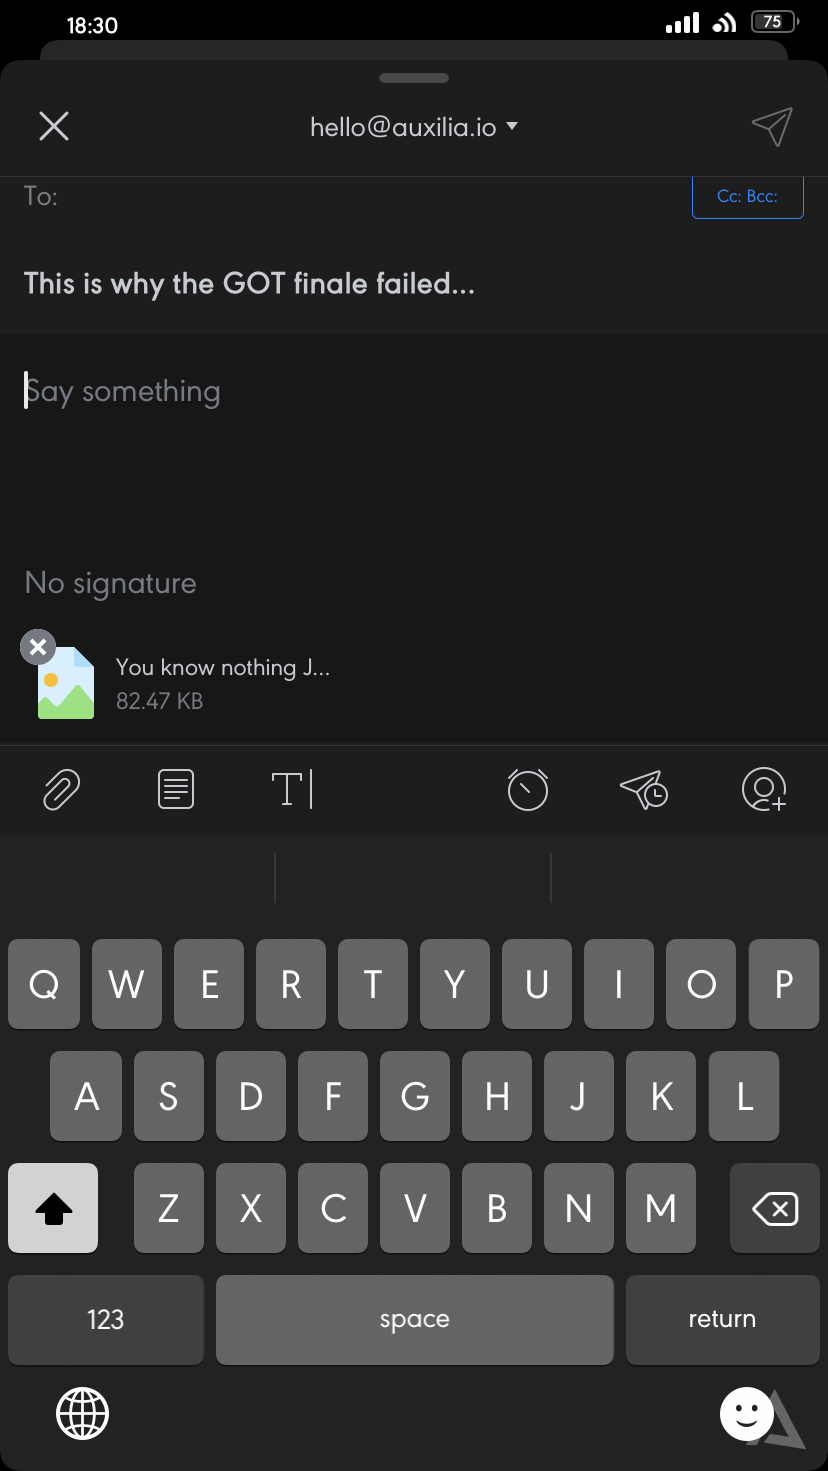 18:30
75
hello@auxilia.io
To:
Cc: Bcc:
This is why the GOT finale failed...
Say something
No signature
You know nothing J...
82.47 KB
T
Q W E R T Y U I O P
A S D F G H J K L
Z X C V B N M
123 space return